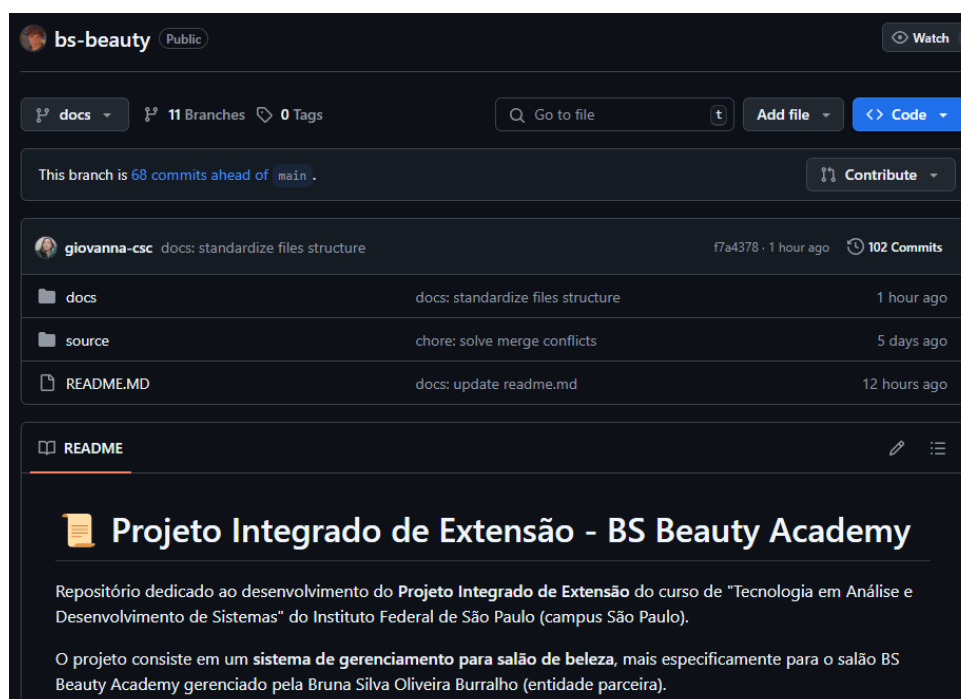 bs-beauty Public Watch
docs 11 Branches 0 Tags Go to file t Add file Code
This branch is 68 commits ahead of main . Contribute
giovanna-csc docs: standardize files structure f7a4378 · 1 hour ago 102 Commits
docs docs: standardize files structure 1 hour ago
source chore: solve merge conflicts 5 days ago
README.MD docs: update readme.md 12 hours ago
README
Projeto Integrado de Extensão - BS Beauty Academy
Repositório dedicado ao desenvolvimento do Projeto Integrado de Extensão do curso de "Tecnologia em Análise e
Desenvolvimento de Sistemas" do Instituto Federal de São Paulo (campus São Paulo).
O projeto consiste em um sistema de gerenciamento para salão de beleza, mais especificamente para o salão BS
Beauty Academy gerenciado pela Bruna Silva Oliveira Burralho (entidade parceira).